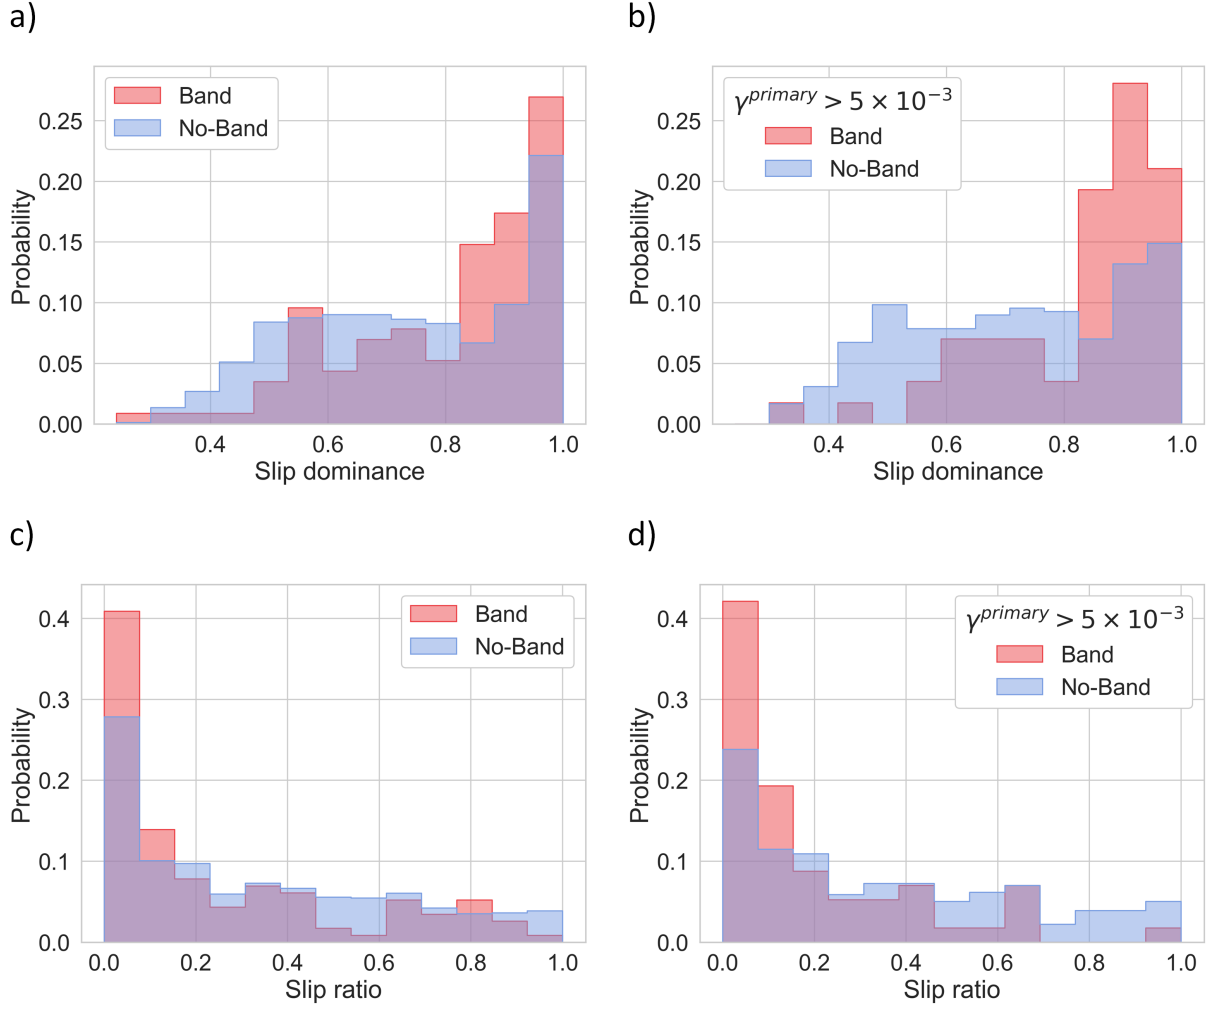 a)
Band
No-Band
0.25
0.20
0.15
0.10
0.05
0.00
Probability
0.4
0.6
0.8
1.0
Slip dominance
b)
γ^primary > 5 × 10^−3
Band
No-Band
0.25
0.20
0.15
0.10
0.05
0.00
Probability
0.4
0.6
0.8
1.0
Slip dominance
c)
Band
No-Band
0.4
0.3
0.2
0.1
0.0
Probability
0.0
0.2
0.4
0.6
0.8
1.0
Slip ratio
d)
γ^primary > 5 × 10^−3
Band
No-Band
0.4
0.3
0.2
0.1
0.0
Probability
0.0
0.2
0.4
0.6
0.8
1.0
Slip ratio